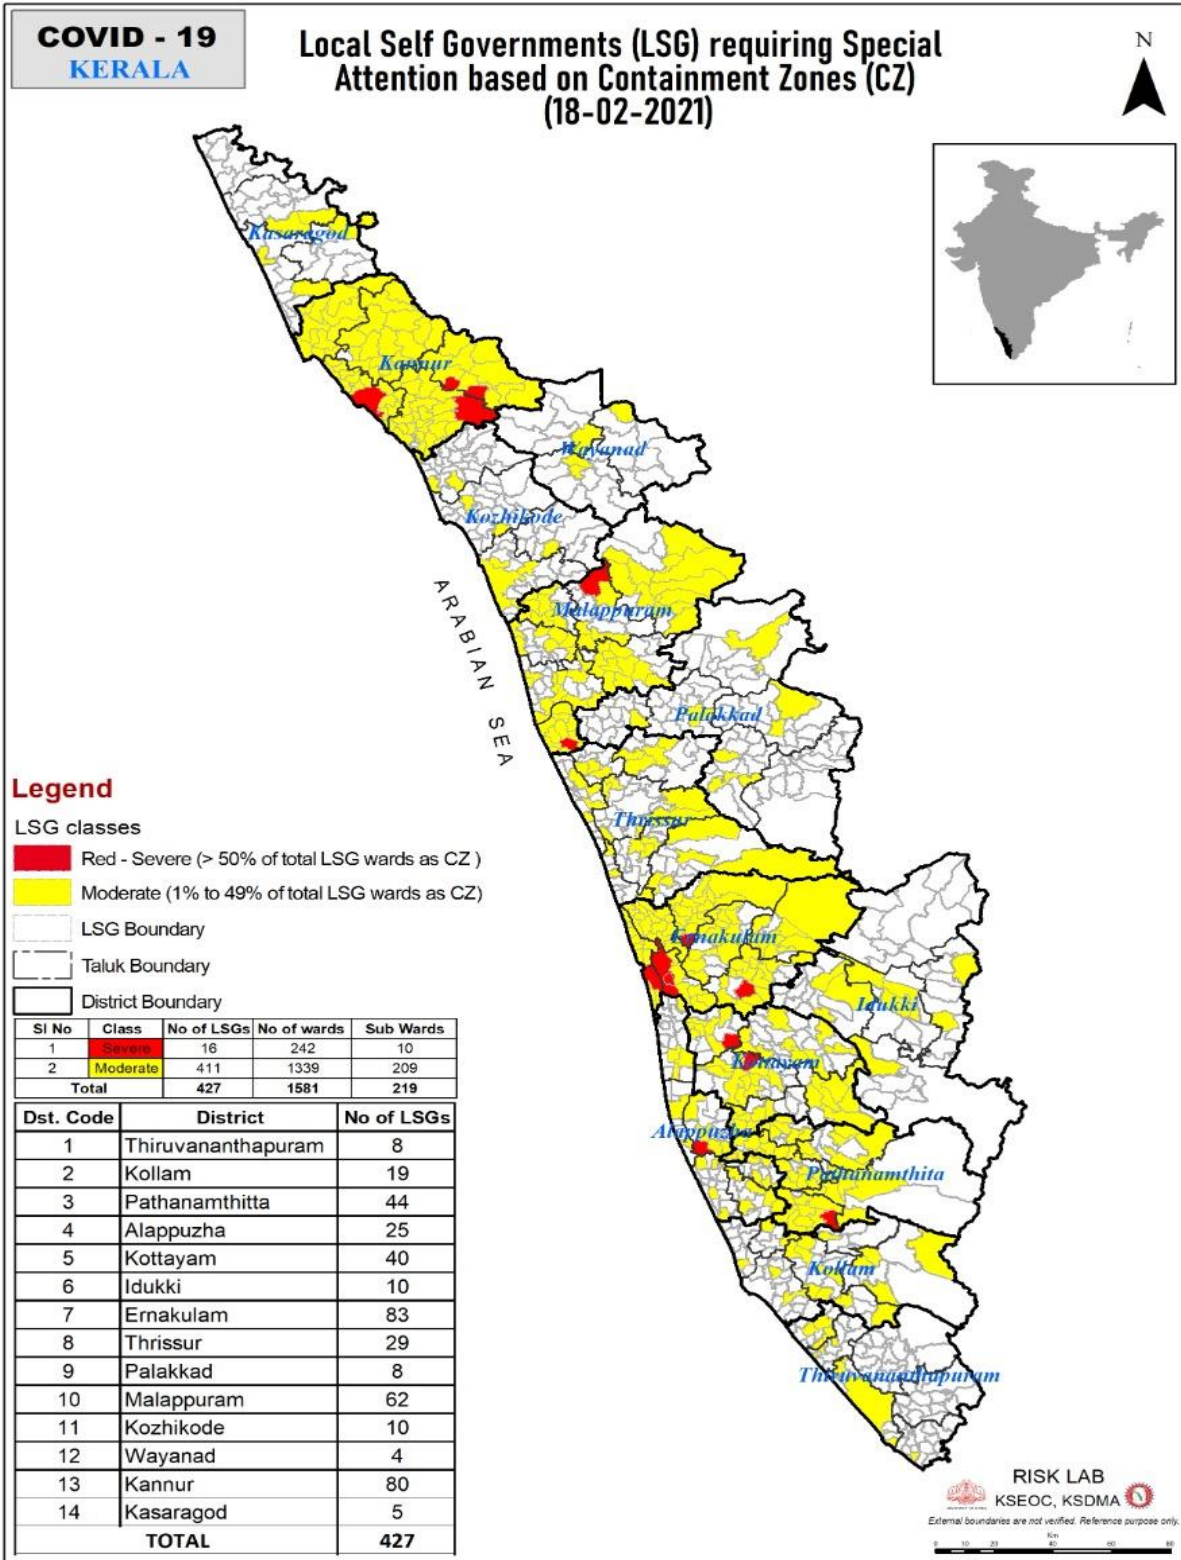 COVID - 19
KERALA
Local Self Governments (LSG) requiring Special
Attention based on Containment Zones (CZ)
(18-02-2021)
N
Kasaragod
Kannur
Wayanad
Kozhikode
Malappuram
ARABIAN SEA
Palakkad
Thrissur
Ernakulam
Idukki
Kottayam
Alappuzha
Pathanamthita
Kollam
Thiruvananthapuram
Legend
LSG classes
Red - Severe (> 50% of total LSG wards as CZ )
Moderate (1% to 49% of total LSG wards as CZ)
LSG Boundary
Taluk Boundary
District Boundary
Sl No Class No of LSGs No of wards Sub Wards
1 Severe 16 242 10
2 Moderate 411 1339 209
Total 427 1581 219
Dst. Code District No of LSGs
1 Thiruvananthapuram 8
2 Kollam 19
3 Pathanamthitta 44
4 Alappuzha 25
5 Kottayam 40
6 Idukki 10
7 Ernakulam 83
8 Thrissur 29
9 Palakkad 8
10 Malappuram 62
11 Kozhikode 10
12 Wayanad 4
13 Kannur 80
14 Kasaragod 5
TOTAL 427
RISK LAB
KSEOC, KSDMA
External boundaries are not verified. Reference purpose only.
Km
0 10 20 40 60 80